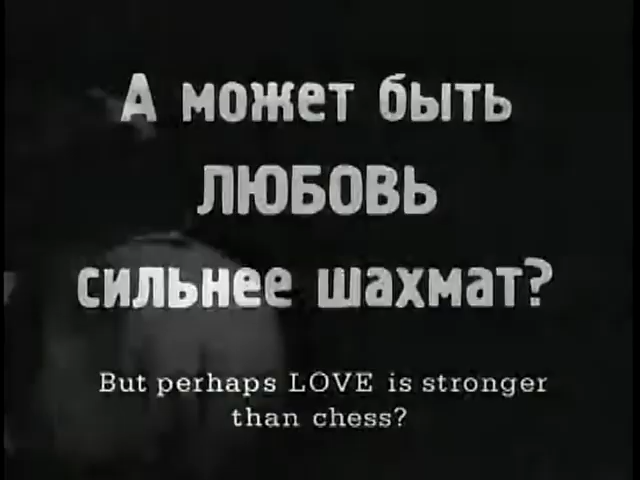 А может быть
ЛЮБОВЬ
сильнее шахмат?
But perhaps LOVE is stronger
than chess?